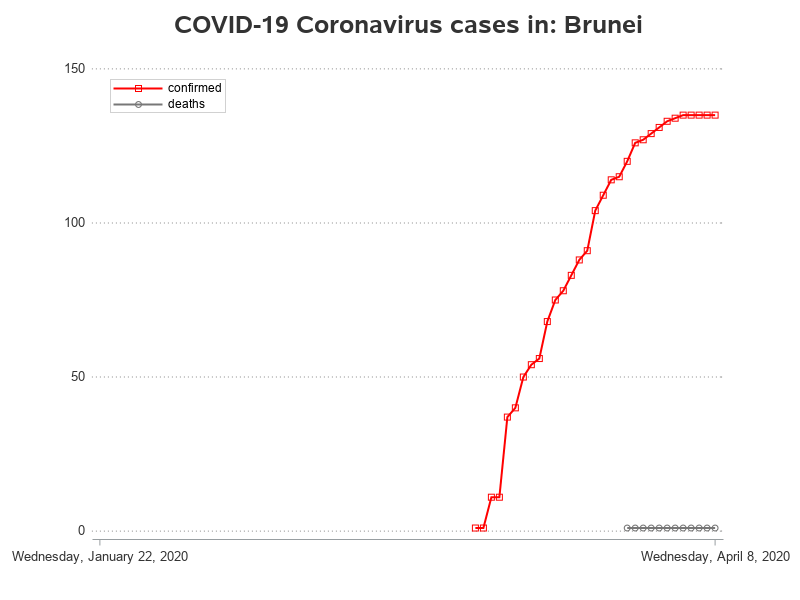 COVID-19 Coronavirus cases in: Brunei
150
confirmed
deaths
100
50
0
Wednesday, January 22, 2020
Wednesday, April 8, 2020